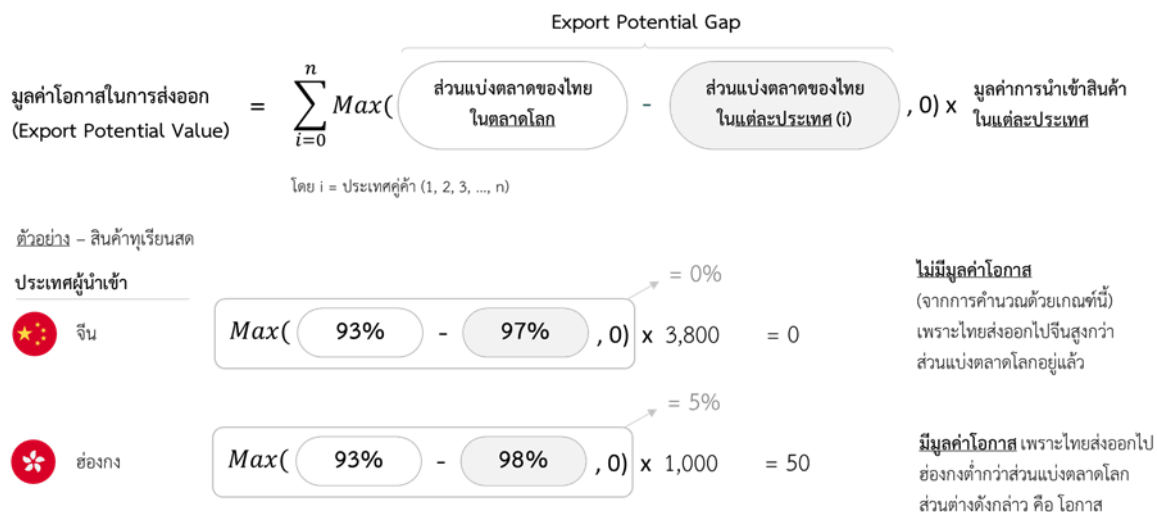 Export Potential Gap
มูลค่าโอกาสในการส่งออก
(Export Potential Value)
=
n
∑
i=0
Max(
ส่วนแบ่งตลาดของไทย
ในตลาดโลก
-
ส่วนแบ่งตลาดของไทย
ในแต่ละประเทศ (i)
, 0) x
มูลค่าการนำเข้าสินค้า
ในแต่ละประเทศ
โดย i = ประเทศคู่ค้า (1, 2, 3, ..., n)
ตัวอย่าง – สินค้าทุเรียนสด
ประเทศผู้นำเข้า
= 0%
จีน
Max( 93% - 97% , 0) x 3,800 = 0
ไม่มีมูลค่าโอกาส
(จากการคำนวณด้วยเกณฑ์นี้)
เพราะไทยส่งออกไปจีนสูงกว่า
ส่วนแบ่งตลาดโลกอยู่แล้ว
= 5%
ฮ่องกง
Max( 93% - 98% , 0) x 1,000 = 50
มีมูลค่าโอกาส เพราะไทยส่งออกไป
ฮ่องกงต่ำกว่าส่วนแบ่งตลาดโลก
ส่วนต่างดังกล่าว คือ โอกาส